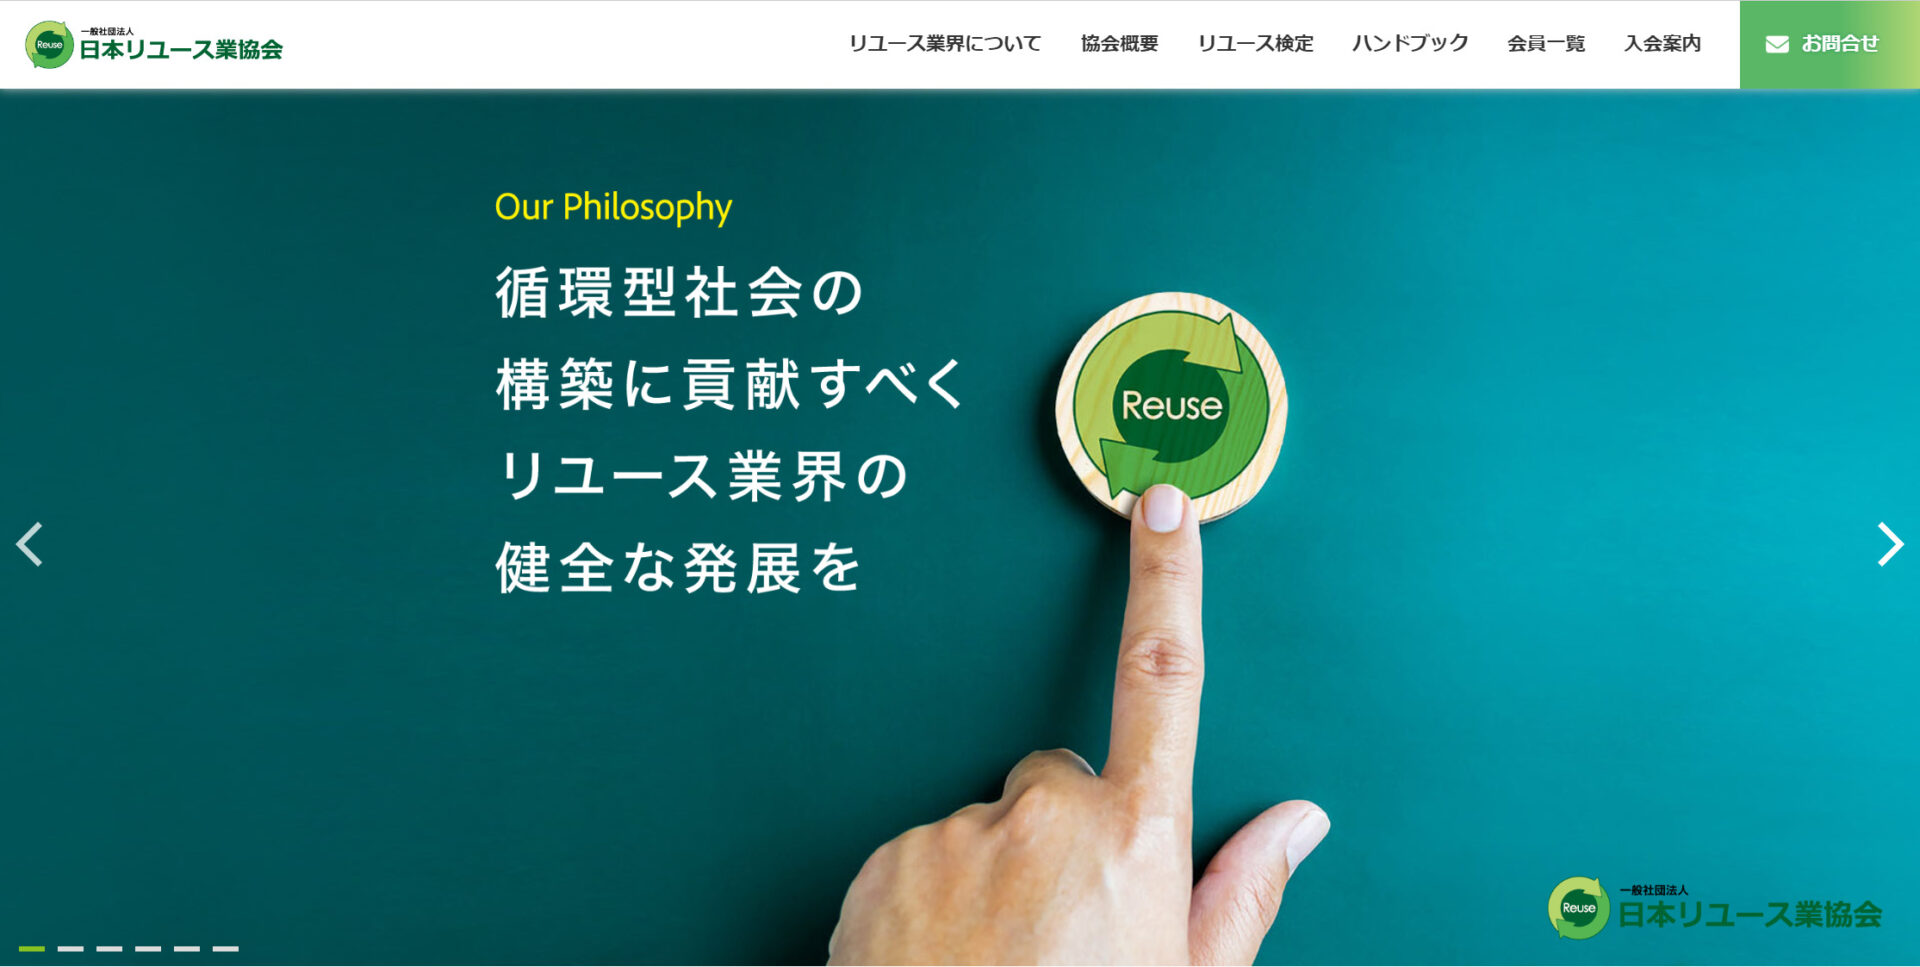 Reuse
一般社団法人
日本リユース業協会
リユース業界について
協会概要
リユース検定
ハンドブック
会員一覧
入会案内
お問合せ
Our Philosophy
循環型社会の
構築に貢献すべく
リユース業界の
健全な発展を
Reuse
Reuse
一般社団法人
日本リユース業協会